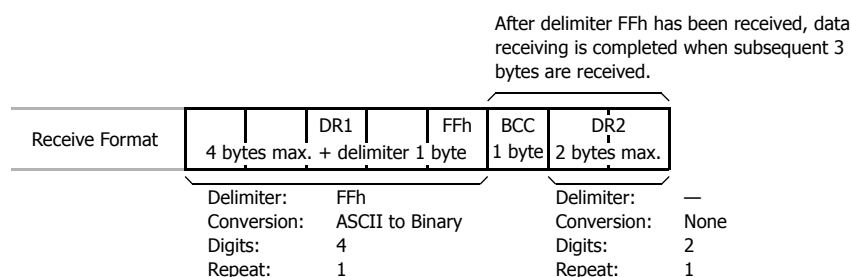 After delimiter FFh has been received, data
receiving is completed when subsequent 3
bytes are received.
Receive Format
DR1 FFh BCC DR2
4 bytes max. + delimiter 1 byte 1 byte 2 bytes max.
Delimiter: FFh Delimiter: —
Conversion: ASCII to Binary Conversion: None
Digits: 4 Digits: 2
Repeat: 1 Repeat: 1